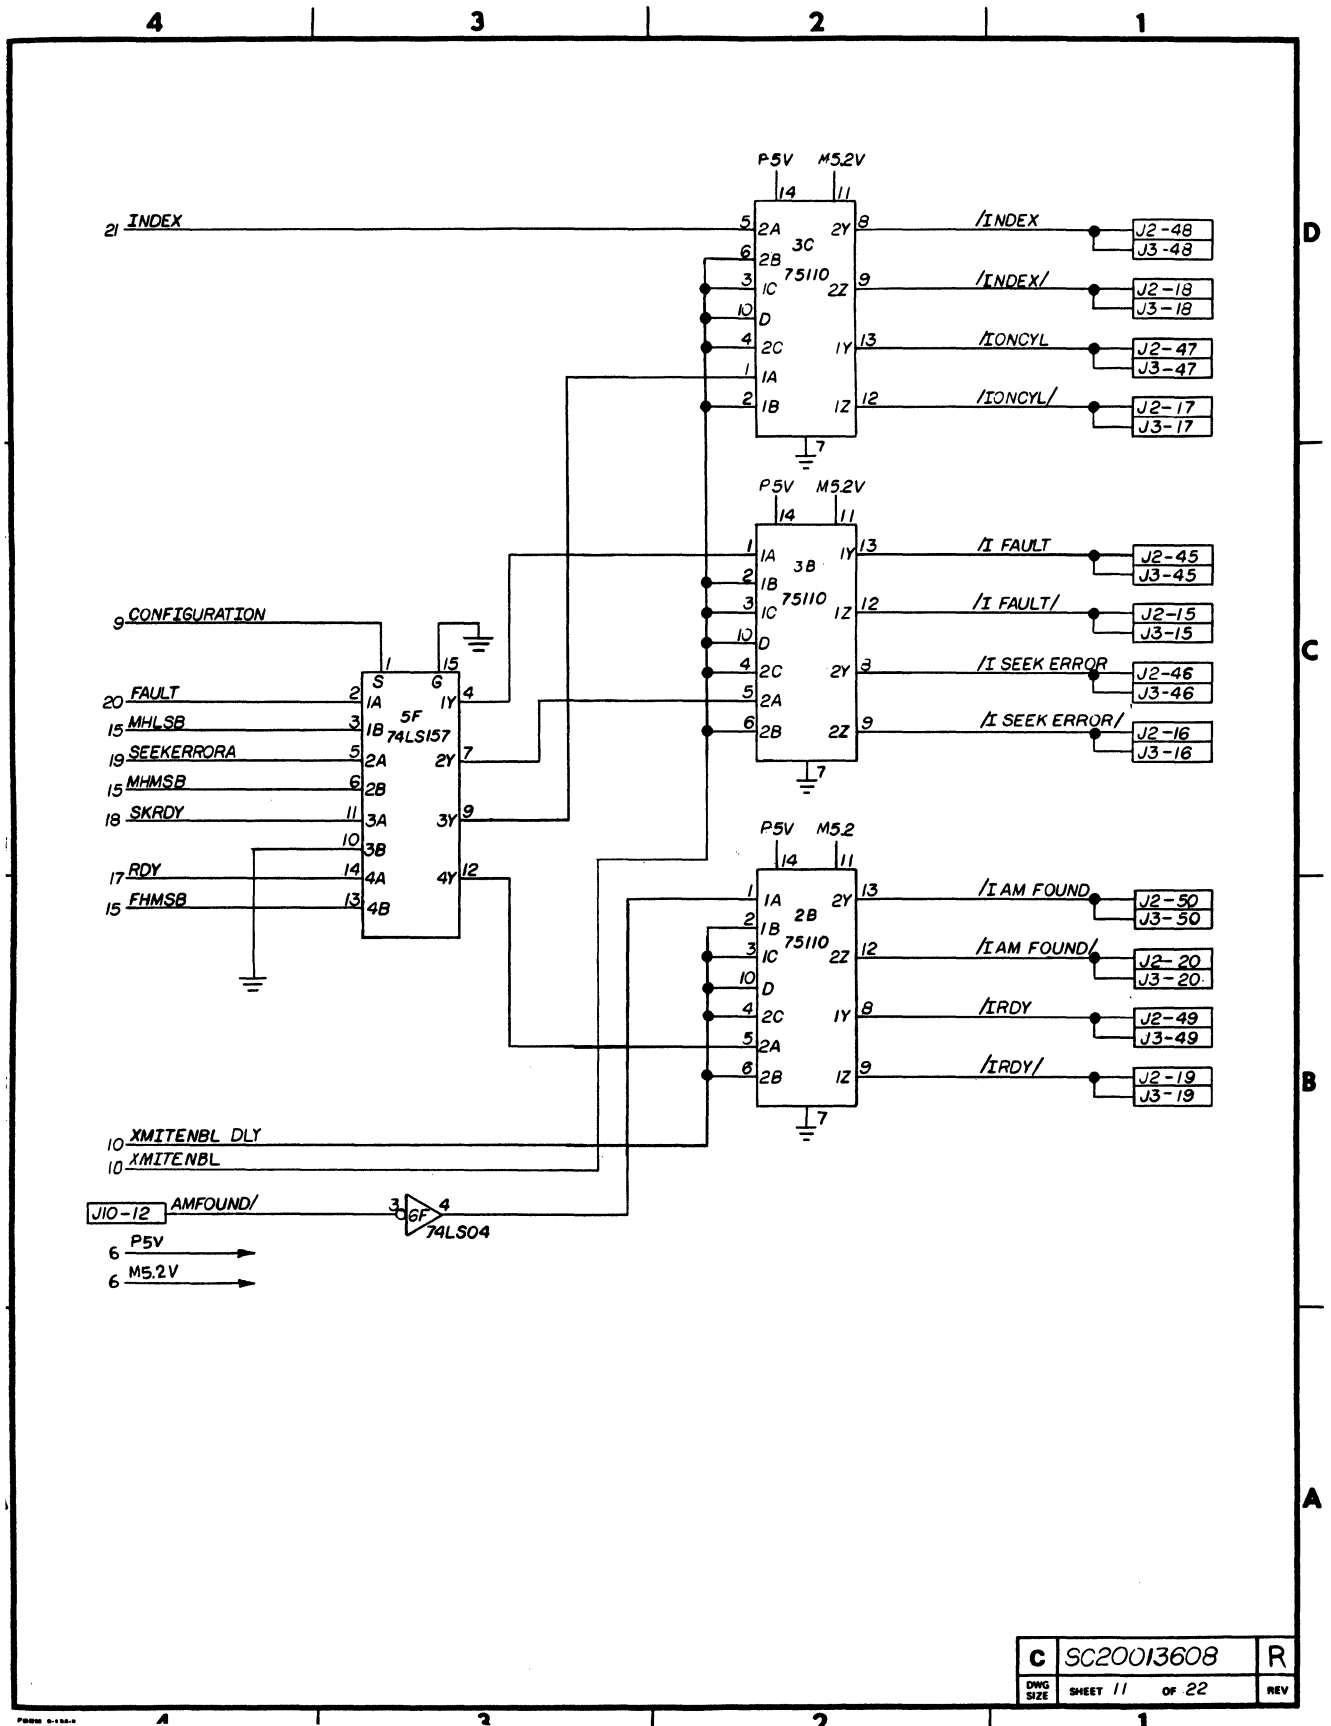 4 3 2 1
P5V M5.2V
14 11
21 INDEX 5 2A 3C 2Y 8 /INDEX J2-48
J3-48
6 2B 75110
3 1C 2Z 9 /INDEX/ J2-18
J3-18
10 D
4 2C 1Y 13 /IONCYL J2-47
J3-47
1 1A
2 1B 1Z 12 /IONCYL/ J2-17
J3-17
7
D
P5V M5.2V
14 11
1 1A 3B 1Y 13 /I FAULT J2-45
J3-45
2 1B 75110
3 1C 1Z 12 /I FAULT/ J2-15
J3-15
10 D
4 2C 2Y 8 /I SEEK ERROR J2-46
J3-46
5 2A
6 2B 2Z 9 /I SEEK ERROR/ J2-16
J3-16
7
C
9 CONFIGURATION
1 15
S G
20 FAULT 2 1A 1Y 4
5F
74LS157
15 MHLSB 3 1B
19 SEEKERRORA 5 2A 2Y 7
15 MHMSB 6 2B
18 SKRDY 11 3A 3Y 9
10 3B
17 RDY 14 4A 4Y 12
15 FHMSB 13 4B
P.5V M5.2
14 11
1 1A 2B 2Y 13 /I AM FOUND J2-50
J3-50
2 1B 75110
3 1C 2Z 12 /I AM FOUND/ J2-20
J3-20
10 D
4 2C 1Y 8 /IRDY J2-49
J3-49
5 2A
6 2B 1Z 9 /IRDY/ J2-19
J3-19
7
B
10 XMITENBL DLY
10 XMITENBL
J10-12 AMFOUND/ 3 6F 4
74LS04
6 P5V
6 M5.2V
A
C SC20013608 R
DWG SIZE SHEET 11 OF 22 REV
4 3 2 1